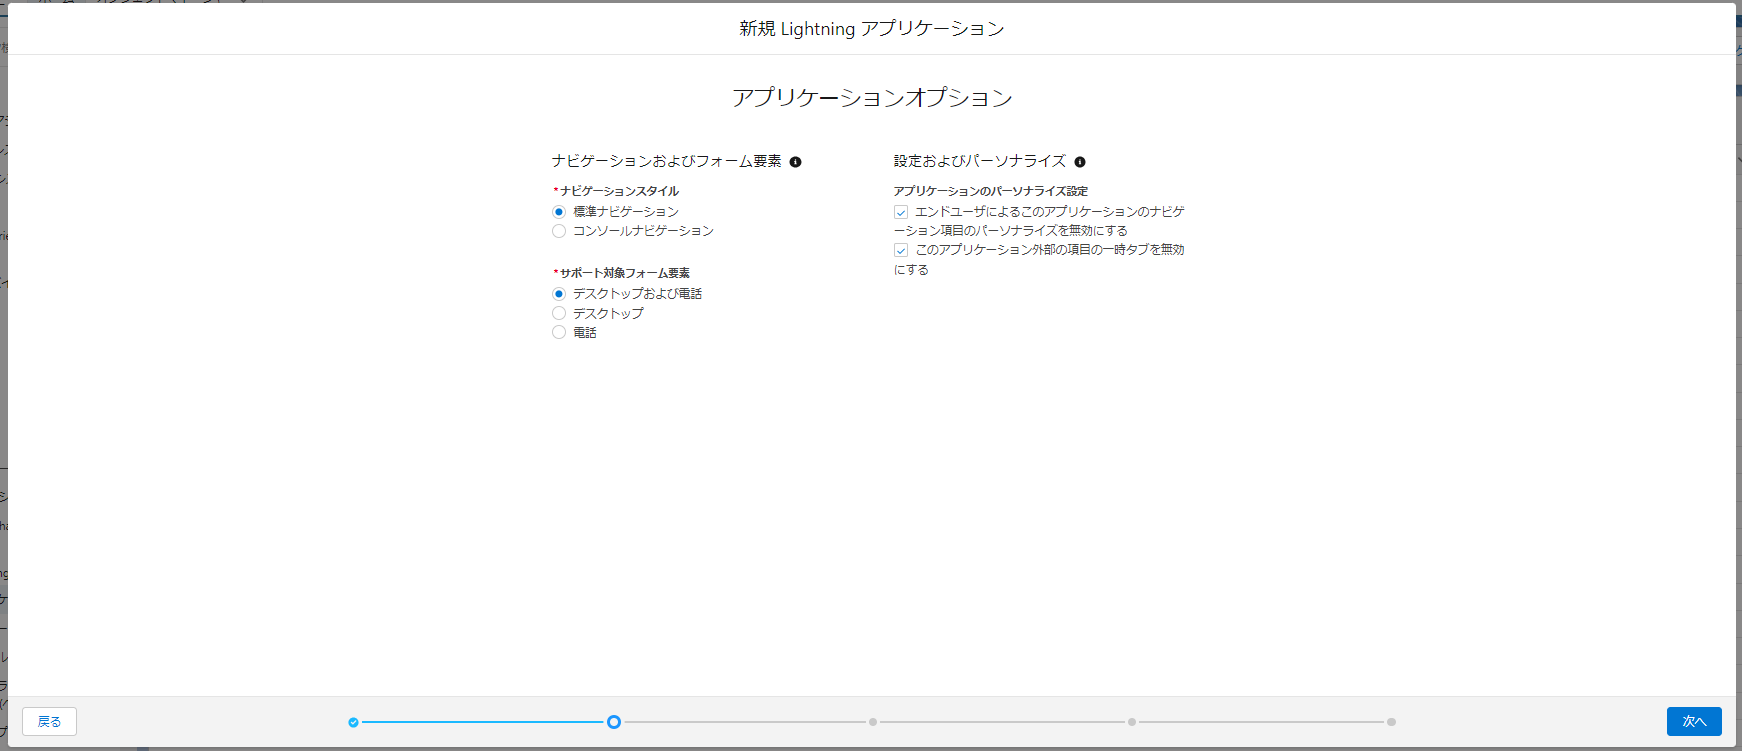 新規 Lightning アプリケーション
アプリケーションオプション
ナビゲーションおよびフォーム要素
*ナビゲーションスタイル
標準ナビゲーション
コンソールナビゲーション
*サポート対象フォーム要素
デスクトップおよび電話
デスクトップ
電話
設定およびパーソナライズ
アプリケーションのパーソナライズ設定
エンドユーザによるこのアプリケーションのナビゲ
ーション項目のパーソナライズを無効にする
このアプリケーション外部の項目の一時タブを無効
にする
戻る
次へ